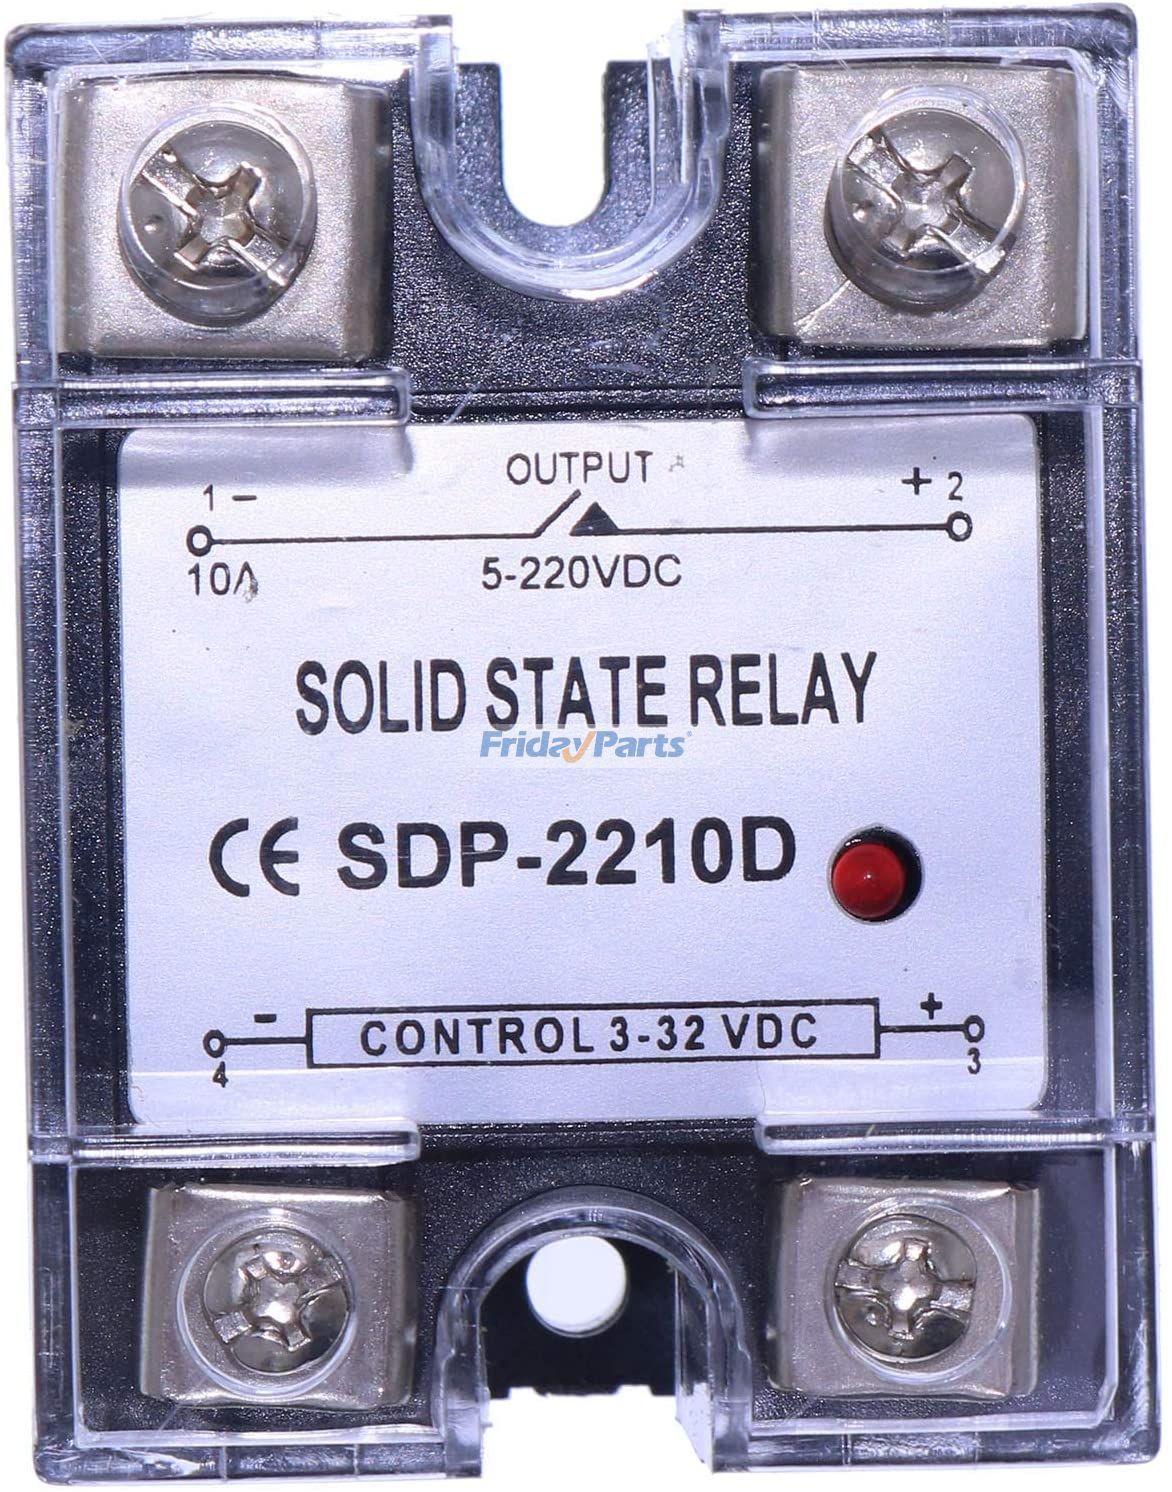 OUTPUT
1 − + 2
10A 5-220VDC
SOLID STATE RELAY
FridayParts®
CE SDP-2210D
− CONTROL 3-32 VDC +
4 3